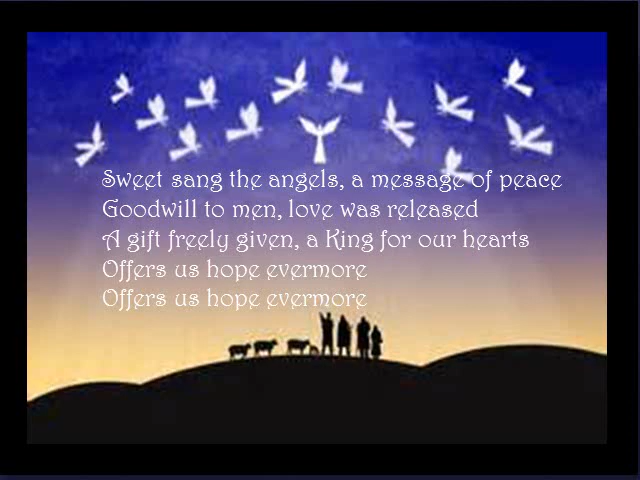 Sweet sang the angels, a message of peace
Goodwill to men, love was released
A gift freely given, a King for our hearts
Offers us hope evermore
Offers us hope evermore